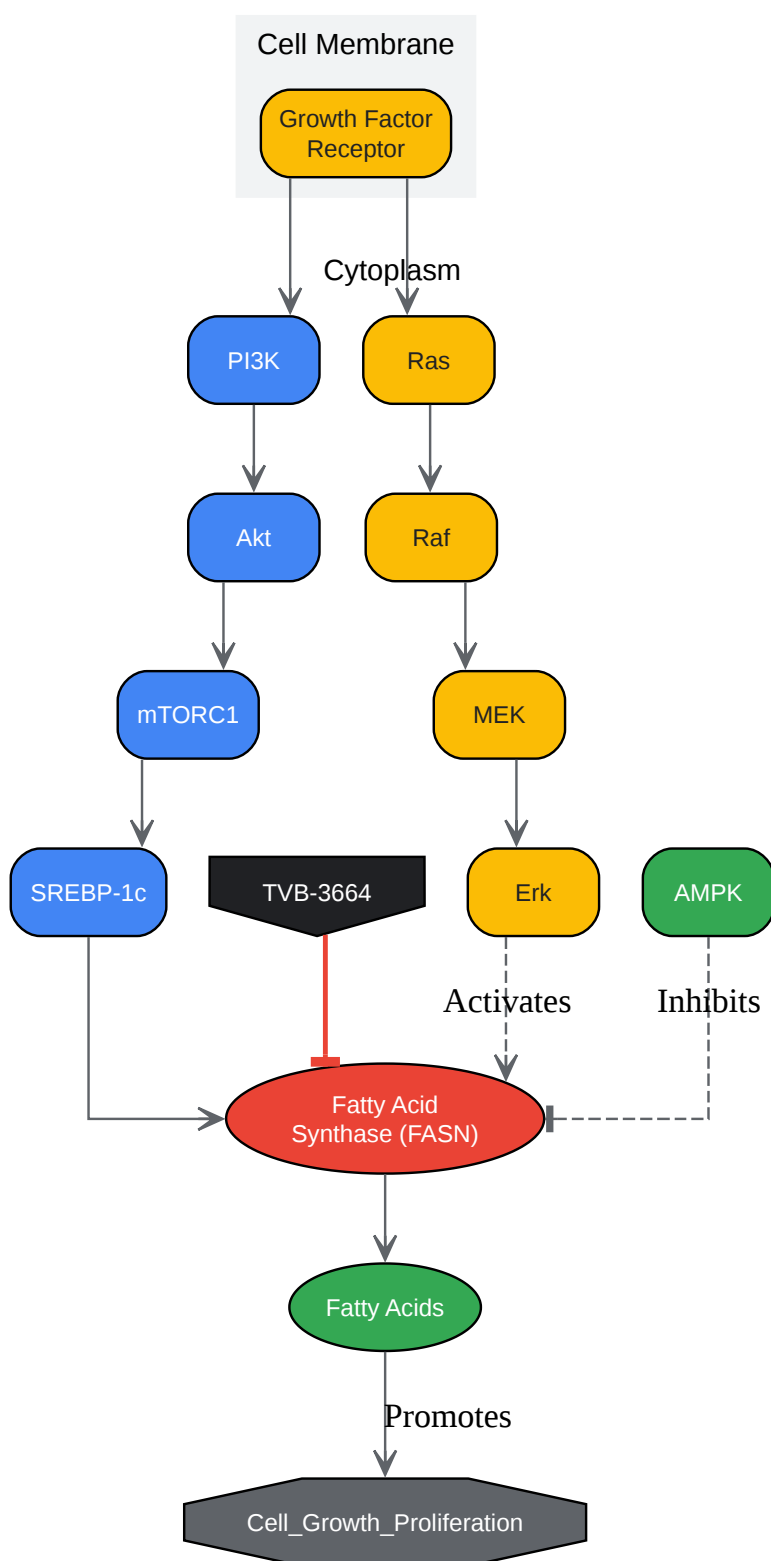 Cell Membrane
Growth Factor
Receptor
Cytoplasm
PI3K
Ras
Akt
Raf
mTORC1
MEK
SREBP-1c
TVB-3664
Erk
AMPK
Activates
Inhibits
Fatty Acid
Synthase (FASN)
Fatty Acids
Promotes
Cell_Growth_Proliferation